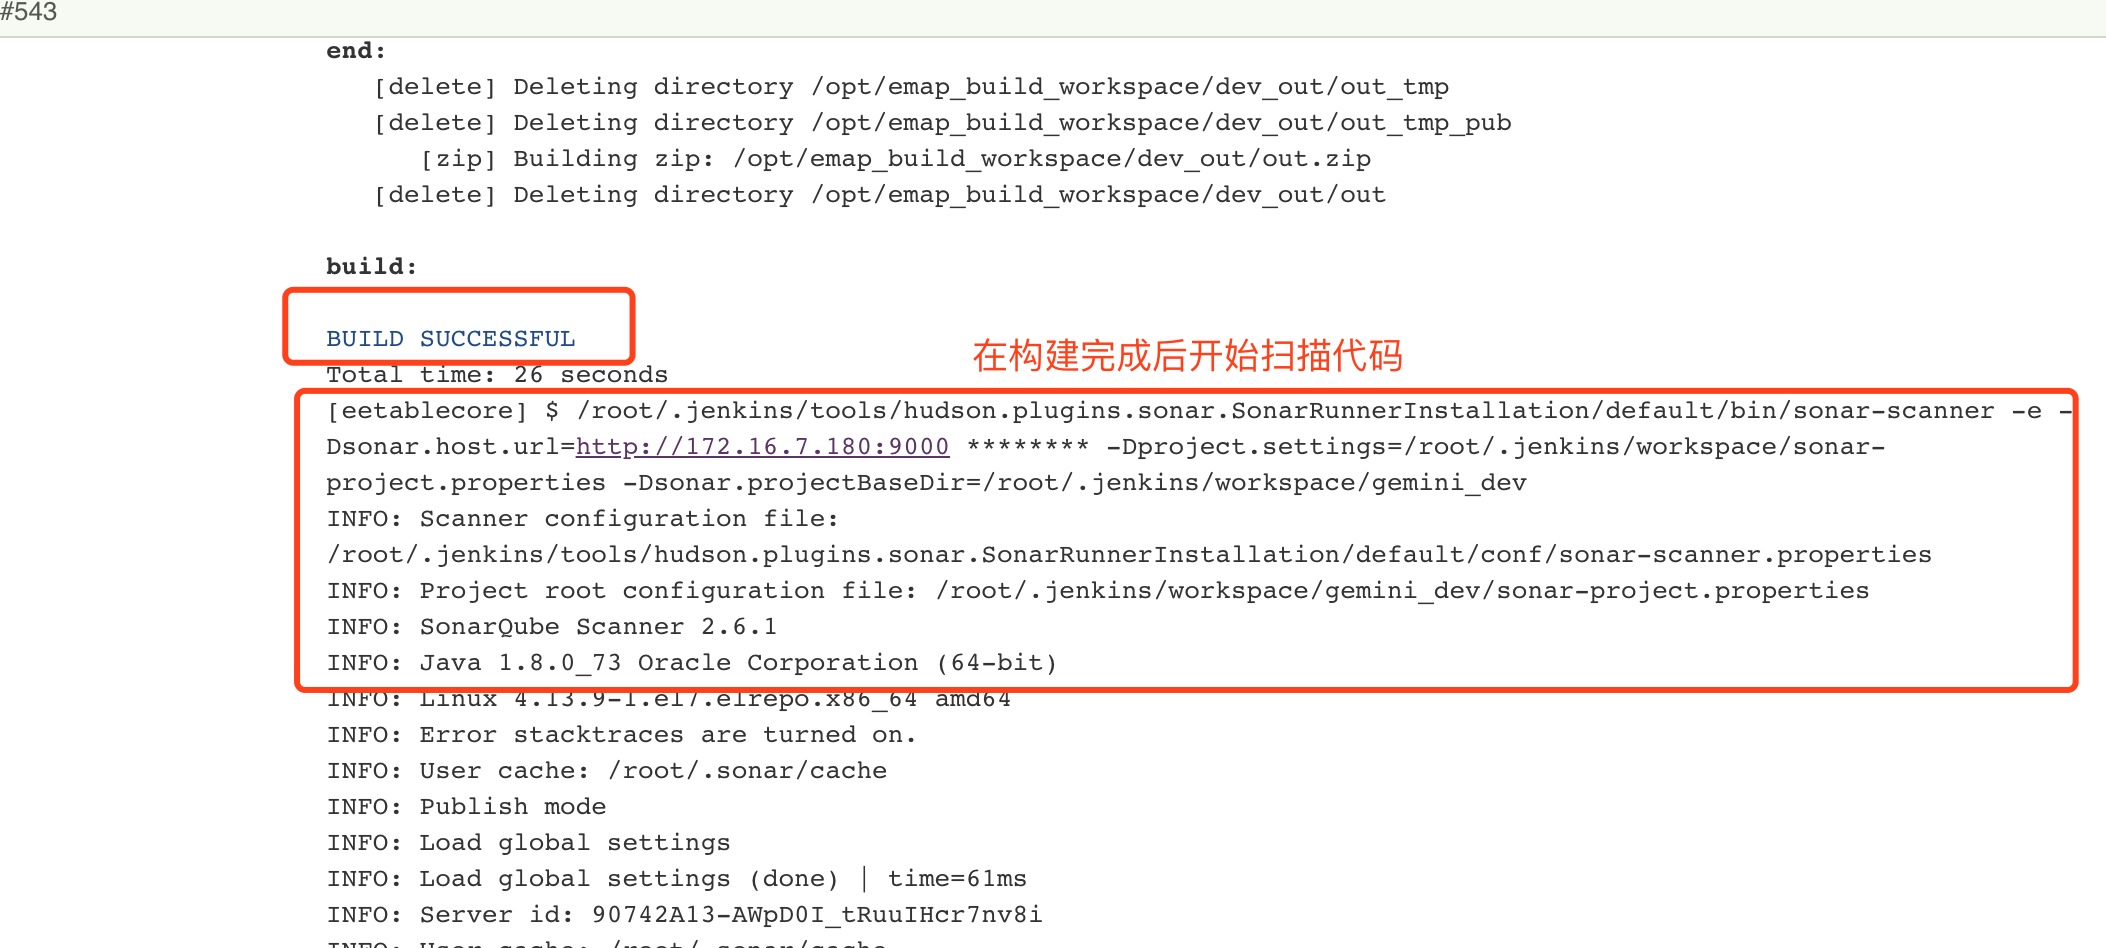 #543
end:
[delete] Deleting directory /opt/emap_build_workspace/dev_out/out_tmp
[delete] Deleting directory /opt/emap_build_workspace/dev_out/out_tmp_pub
[zip] Building zip: /opt/emap_build_workspace/dev_out/out.zip
[delete] Deleting directory /opt/emap_build_workspace/dev_out/out
build:
BUILD SUCCESSFUL
在构建完成后开始扫描代码
Total time: 26 seconds
[eetablecore] $ /root/.jenkins/tools/hudson.plugins.sonar.SonarRunnerInstallation/default/bin/sonar-scanner -e -
Dsonar.host.url=http://172.16.7.180:9000 ******** -Dproject.settings=/root/.jenkins/workspace/sonar-
project.properties -Dsonar.projectBaseDir=/root/.jenkins/workspace/gemini_dev
INFO: Scanner configuration file:
/root/.jenkins/tools/hudson.plugins.sonar.SonarRunnerInstallation/default/conf/sonar-scanner.properties
INFO: Project root configuration file: /root/.jenkins/workspace/gemini_dev/sonar-project.properties
INFO: SonarQube Scanner 2.6.1
INFO: Java 1.8.0_73 Oracle Corporation (64-bit)
INFO: Linux 4.13.9-1.el7.elrepo.x86_64 amd64
INFO: Error stacktraces are turned on.
INFO: User cache: /root/.sonar/cache
INFO: Publish mode
INFO: Load global settings
INFO: Load global settings (done) | time=61ms
INFO: Server id: 90742A13-AWpD0I_tRuuIHcr7nv8i
INFO: User cache: /root/.sonar/cache